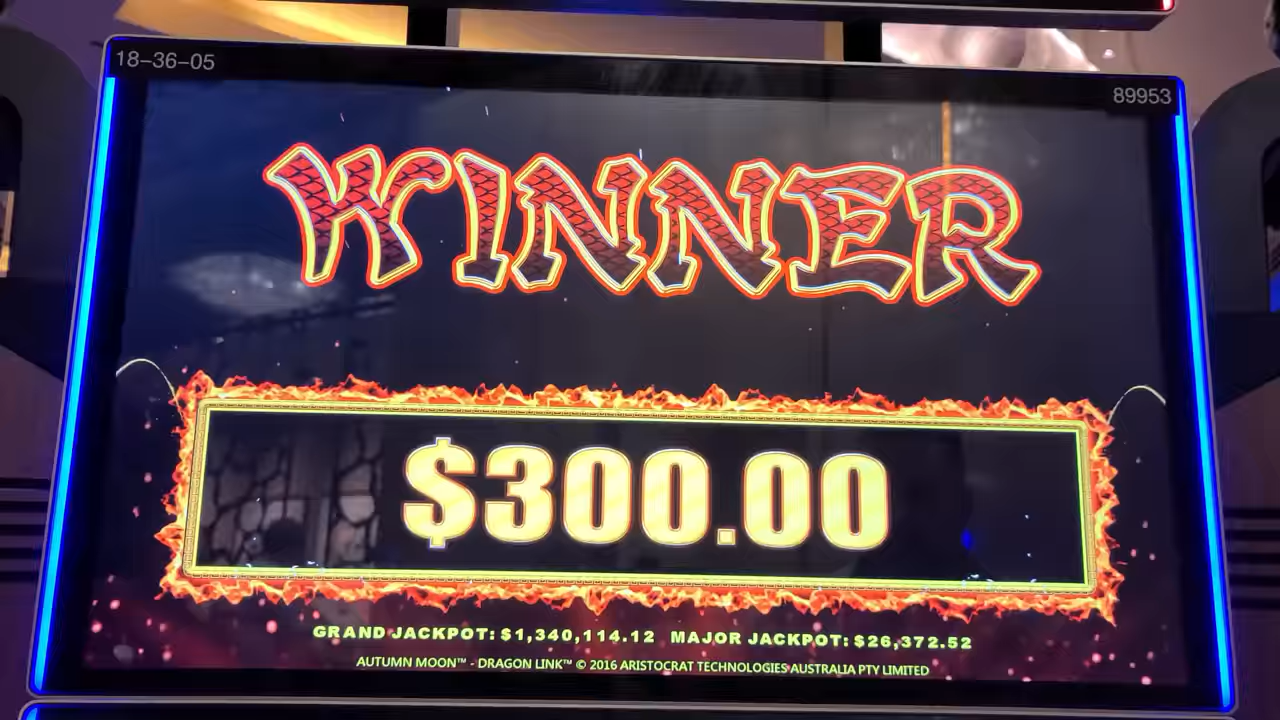 18-36-05
89953
WINNER
$300.00
GRAND JACKPOT: $1,340,114.12 MAJOR JACKPOT: $26,372.52
AUTUMN MOON™ - DRAGON LINK™ © 2016 ARISTOCRAT TECHNOLOGIES AUSTRALIA PTY LIMITED